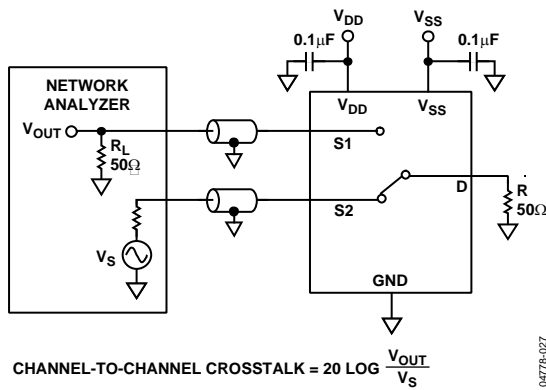 V_DD
V_SS
0.1µF
0.1µF
NETWORK
ANALYZER
V_DD
V_SS
V_OUT
R_L
50Ω
S1
D
S2
R
50Ω
V_S
GND
CHANNEL-TO-CHANNEL CROSSTALK = 20 LOG V_OUT / V_S
04778-027